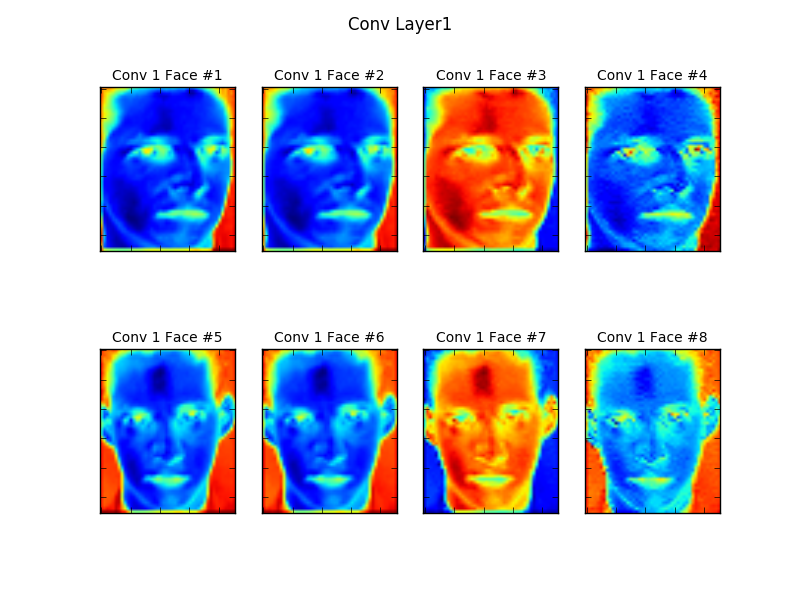 Conv Layer1
Conv 1 Face #1
Conv 1 Face #2
Conv 1 Face #3
Conv 1 Face #4
Conv 1 Face #5
Conv 1 Face #6
Conv 1 Face #7
Conv 1 Face #8